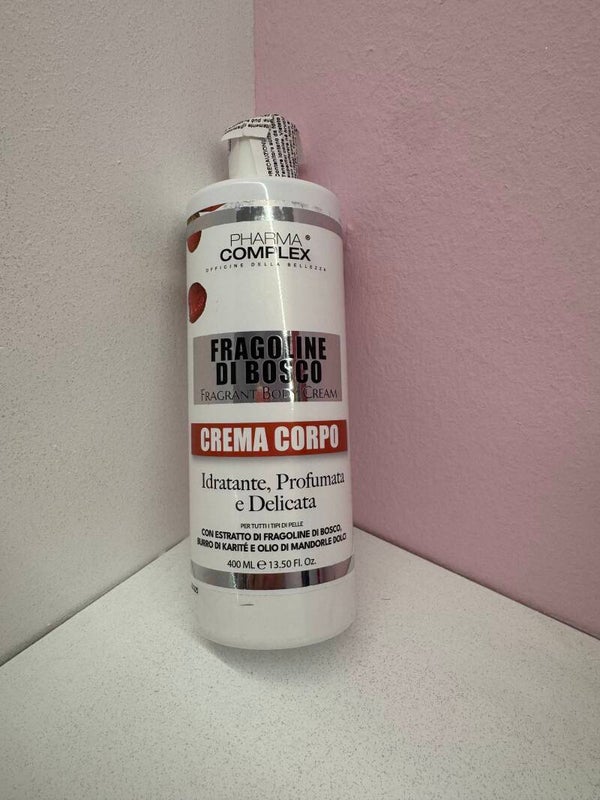 PHARMA®
COMPLEX
OFFICINE DELLA BELLEZZA
FRAGOLINE
DI BOSCO
FRAGRANT BODY CREAM
CREMA CORPO
Idratante, Profumata
e Delicata
PER TUTTI I TIPI DI PELLE
CON ESTRATTO DI FRAGOLINE DI BOSCO,
BURRO DI KARITÉ E OLIO DI MANDORLE DOLCI
400 ML ℮ 13.50 Fl. Oz.